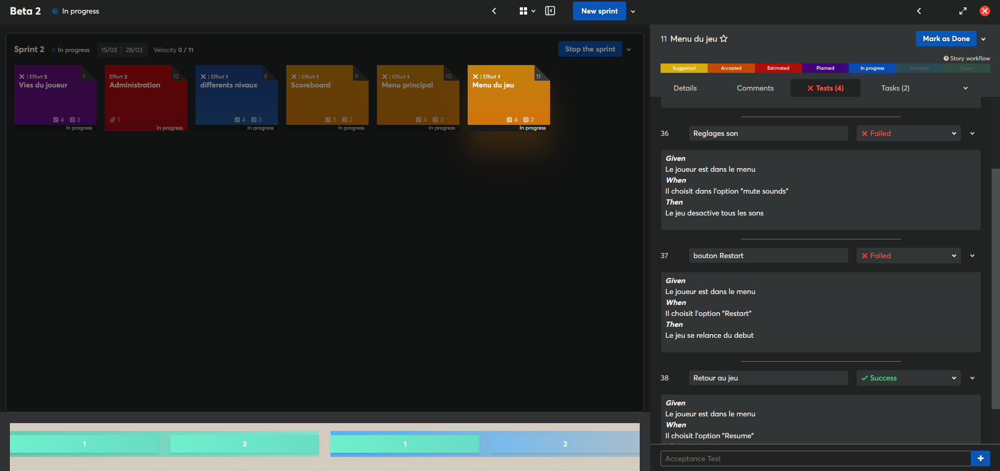 Beta 2
In progress
New sprint
Sprint 2
In progress
15/03
28/03
Velocity 0 / 11
Stop the sprint
| Effort 5
7
Vies du joueur
4
3
In progress
Effort 2
12
Administration
1
In progress
| Effort 1
8
differents nivaux
4
3
In progress
| Effort 1
9
Scoreboard
3
2
In progress
| Effort 1
10
Menu principal
4
2
In progress
| Effort 1
11
Menu du jeu
4
2
In progress
1
2
1
2
11 Menu du jeu
Mark as Done
Story workflow
Suggested
Accepted
Estimated
Planned
In progress
In review
Done
Details
Comments
Tests (4)
Tasks (2)
36
Reglages son
Failed
Given
Le joueur est dans le menu
When
Il choisit dans l'option "mute sounds"
Then
Le jeu desactive tous les sons
37
bouton Restart
Failed
Given
Le joueur est dans le menu
When
Il choisit l'option "Restart"
Then
Le jeu se relance du debut
38
Retour au jeu
Success
Given
Le joueur est dans le menu
When
Il choisit l'option "Resume"
Acceptance Test